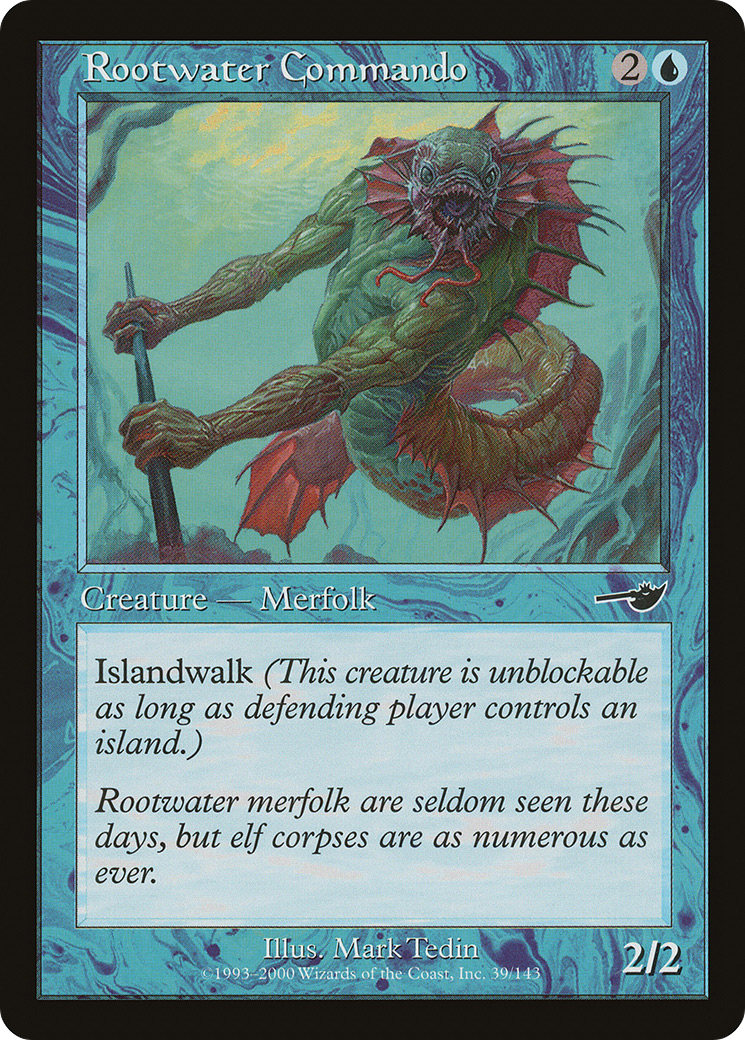 Rootwater Commando 2
Creature — Merfolk
Islandwalk (This creature is unblockable
as long as defending player controls an
island.)
Rootwater merfolk are seldom seen these
days, but elf corpses are as numerous as
ever.
Illus. Mark Tedin
©1993–2000 Wizards of the Coast, Inc. 39/143
2/2